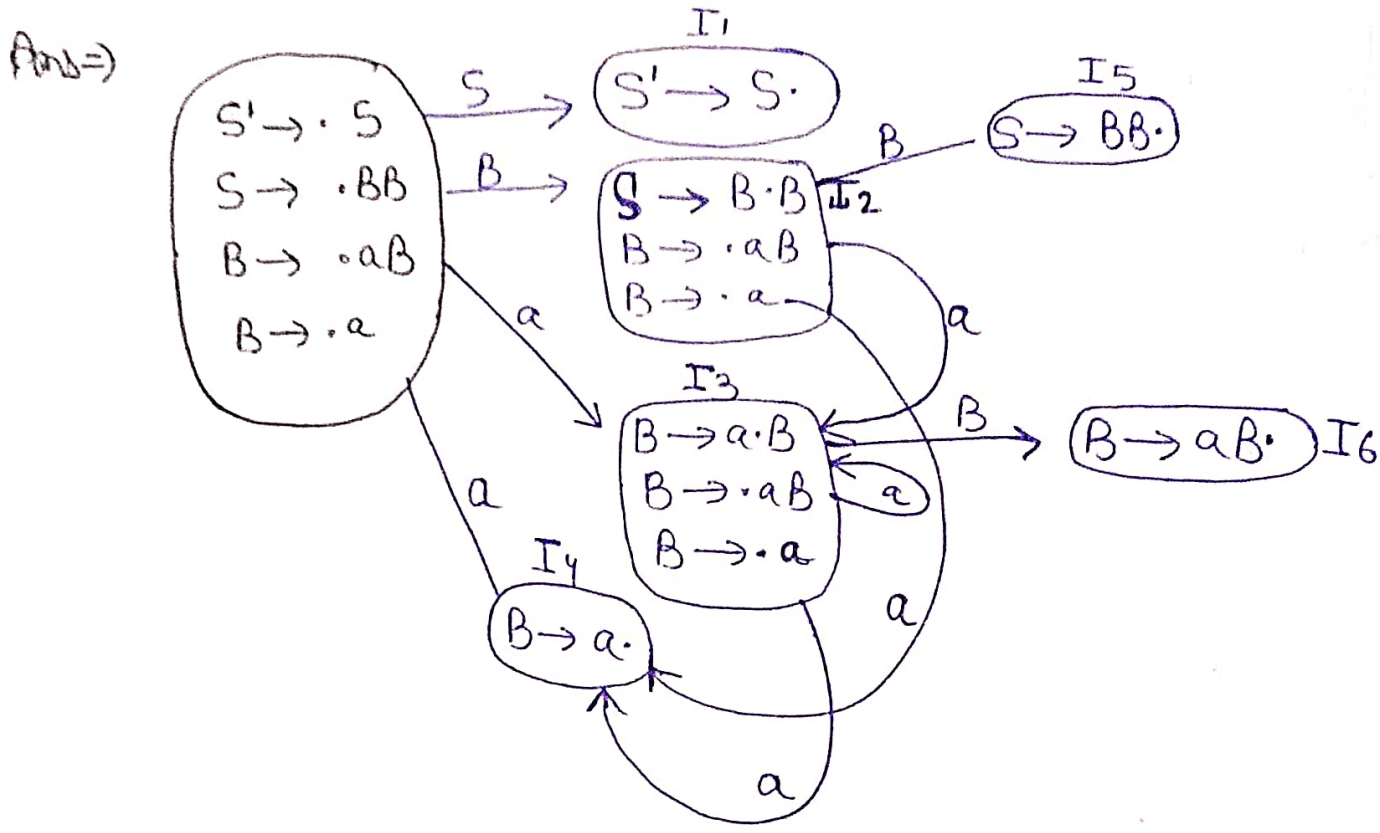 Ans⇒
S' → · S
S → ·BB
B → ·aB
B → ·a
S
B
a
a
I1
S' → S·
I2
S → B·B
B → ·aB
B → ·a
B
I5
S → BB·
a
a
I3
B → a·B
B → ·aB
B → ·a
B
B → aB· I6
a
a
I4
B → a·